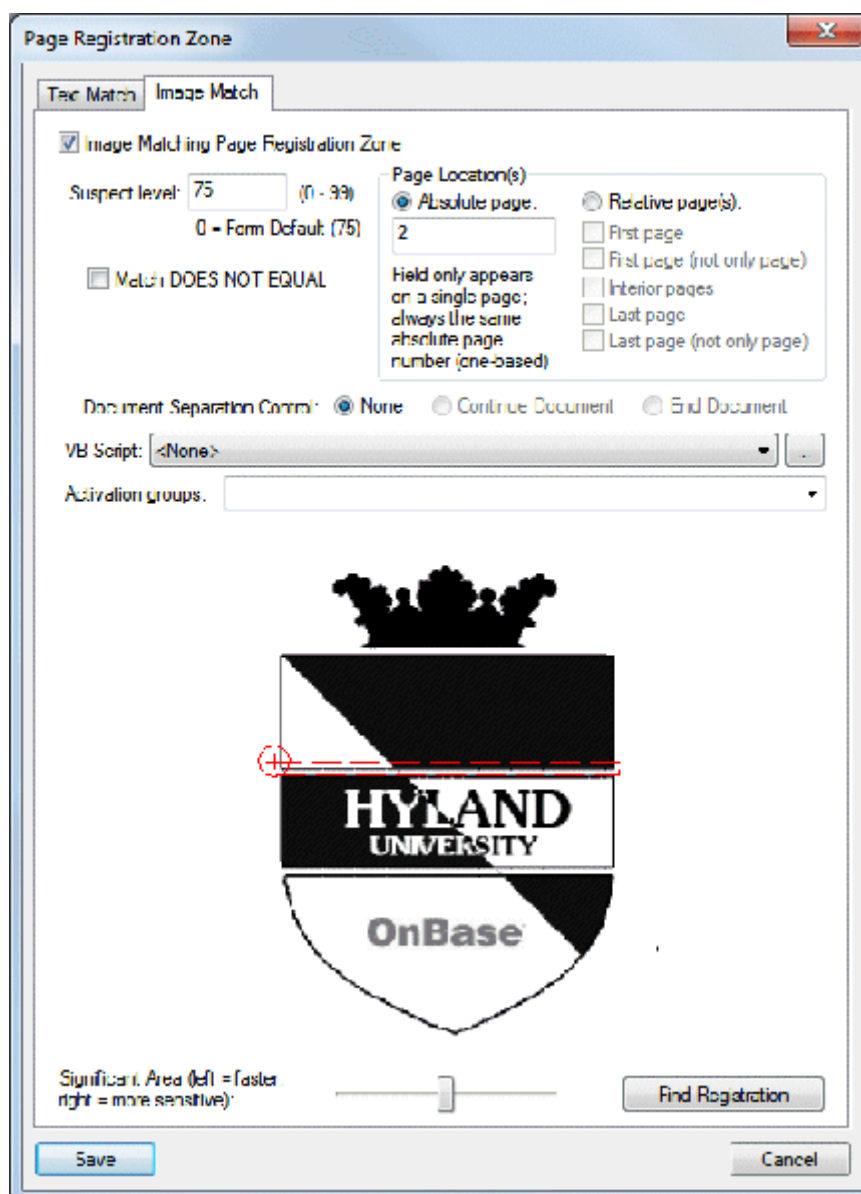 Page Registration Zone
Text Match
Image Match
Image Matching Page Registration Zone
Suspect level: 75 (0 - 99)
0 = Form Default (75)
Match DOES NOT EQUAL
Page Location(s)
Absolute page:
2
Field only appears
on a single page;
always the same
absolute page
number (one-based)
Relative page(s):
First page
First page (not only page)
Interior pages
Last page
Last page (not only page)
Document Separation Control: None Continue Document End Document
VB Script: <None> ...
Activation groups:
HYLAND
UNIVERSITY
OnBase
Significant Area (left = faster,
right = more sensitive):
Find Registration
Save
Cancel